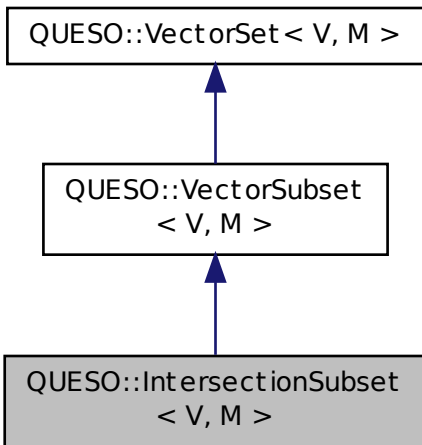 QUESO::VectorSet< V, M >
QUESO::VectorSubset
< V, M >
QUESO::IntersectionSubset
< V, M >